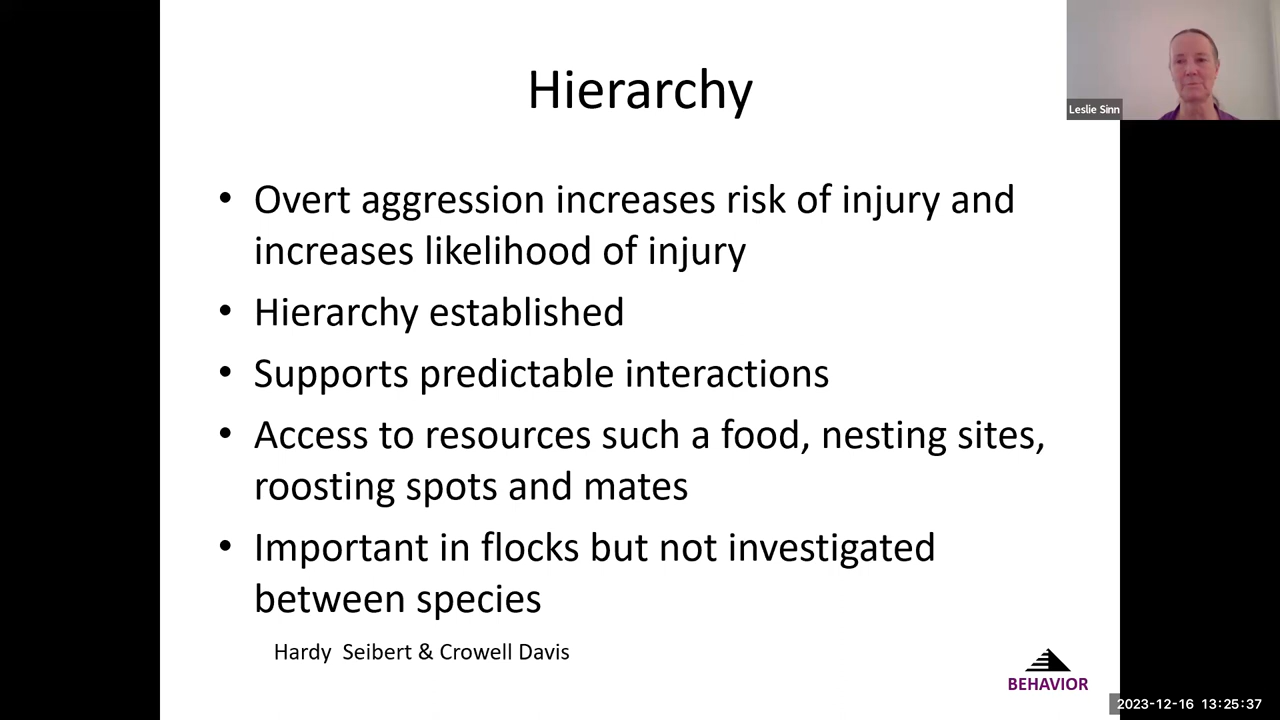 Hierarchy
Leslie Sinn
• Overt aggression increases risk of injury and
increases likelihood of injury
• Hierarchy established
• Supports predictable interactions
• Access to resources such a food, nesting sites,
roosting spots and mates
• Important in flocks but not investigated
between species
Hardy  Seibert & Crowell Davis
BEHAVIOR
2023-12-16 13:25:37